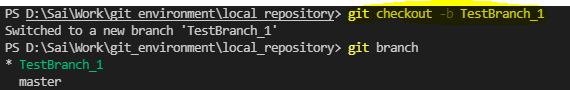 PS D:\Sai\Work\git_environment\local_repository> git checkout -b TestBranch_1
Switched to a new branch 'TestBranch_1'
PS D:\Sai\Work\git_environment\local_repository> git branch
* TestBranch_1
  master